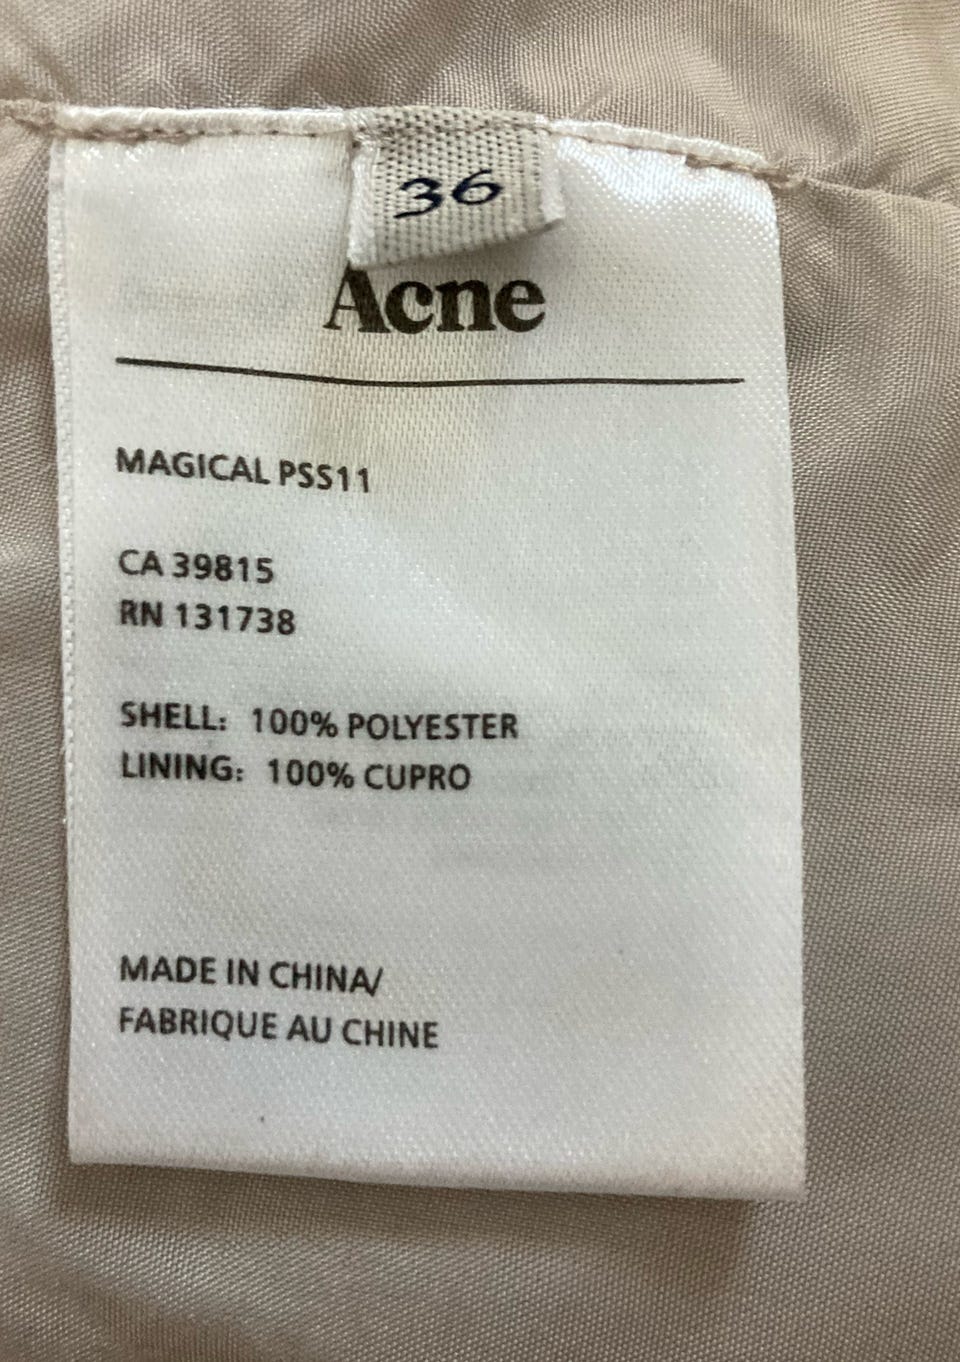 36
Acne
MAGICAL PSS11
CA 39815
RN 131738
SHELL: 100% POLYESTER
LINING: 100% CUPRO
MADE IN CHINA/
FABRIQUE AU CHINE